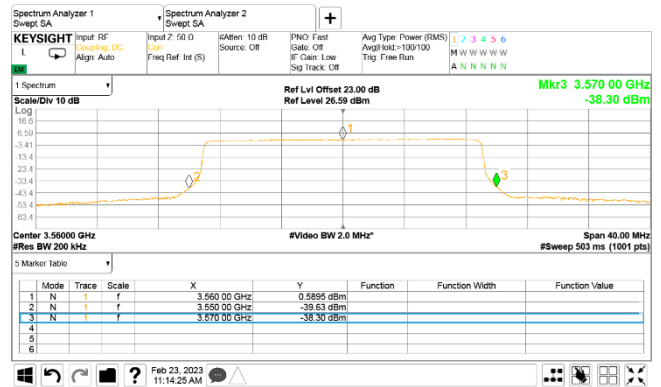 Spectrum Analyzer 1
Swept SA
Spectrum Analyzer 2
Swept SA
+
KEYSIGHT
L
LXI
Input: RF
Coupling: DC
Align: Auto
Input Z: 50 Ω
Corr
Freq Ref: Int (S)
#Atten: 10 dB
Source: Off
PNO: Fast
Gate: Off
IF Gain: Low
Sig Track: Off
Avg Type: Power (RMS)
Avg|Hold:>100/100
Trig: Free Run
1 2 3 4 5 6
M W W W W W
A N N N N N
1 Spectrum
Scale/Div 10 dB
Log
Ref Lvl Offset 23.00 dB
Ref Level 26.59 dBm
Mkr3 3.570 00 GHz
-38.30 dBm
16.6
6.59
-3.41
-13.4
-23.4
-33.4
-43.4
-53.4
-63.4
1
2
3
Center 3.56000 GHz
#Res BW 200 kHz
#Video BW 2.0 MHz*
Span 40.00 MHz
#Sweep 503 ms (1001 pts)
5 Marker Table
Mode Trace Scale X Y Function Function Width Function Value
1 N 1 f 3.560 00 GHz 0.5895 dBm
2 N 1 f 3.550 00 GHz -39.63 dBm
3 N 1 f 3.570 00 GHz -38.30 dBm
4
5
6
?
Feb 23, 2023
11:14:25 AM